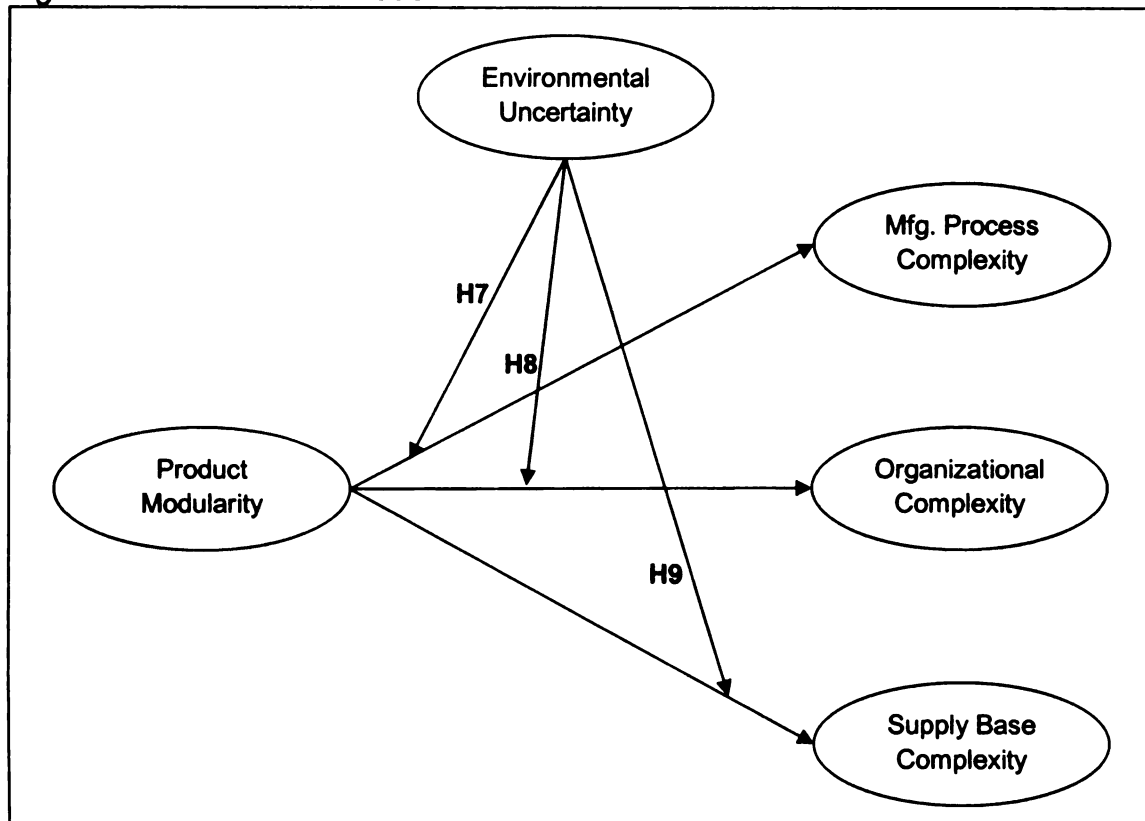 Environmental
Uncertainty
Mfg. Process
Complexity
H7
H8
Product
Modularity
Organizational
Complexity
H9
Supply Base
Complexity